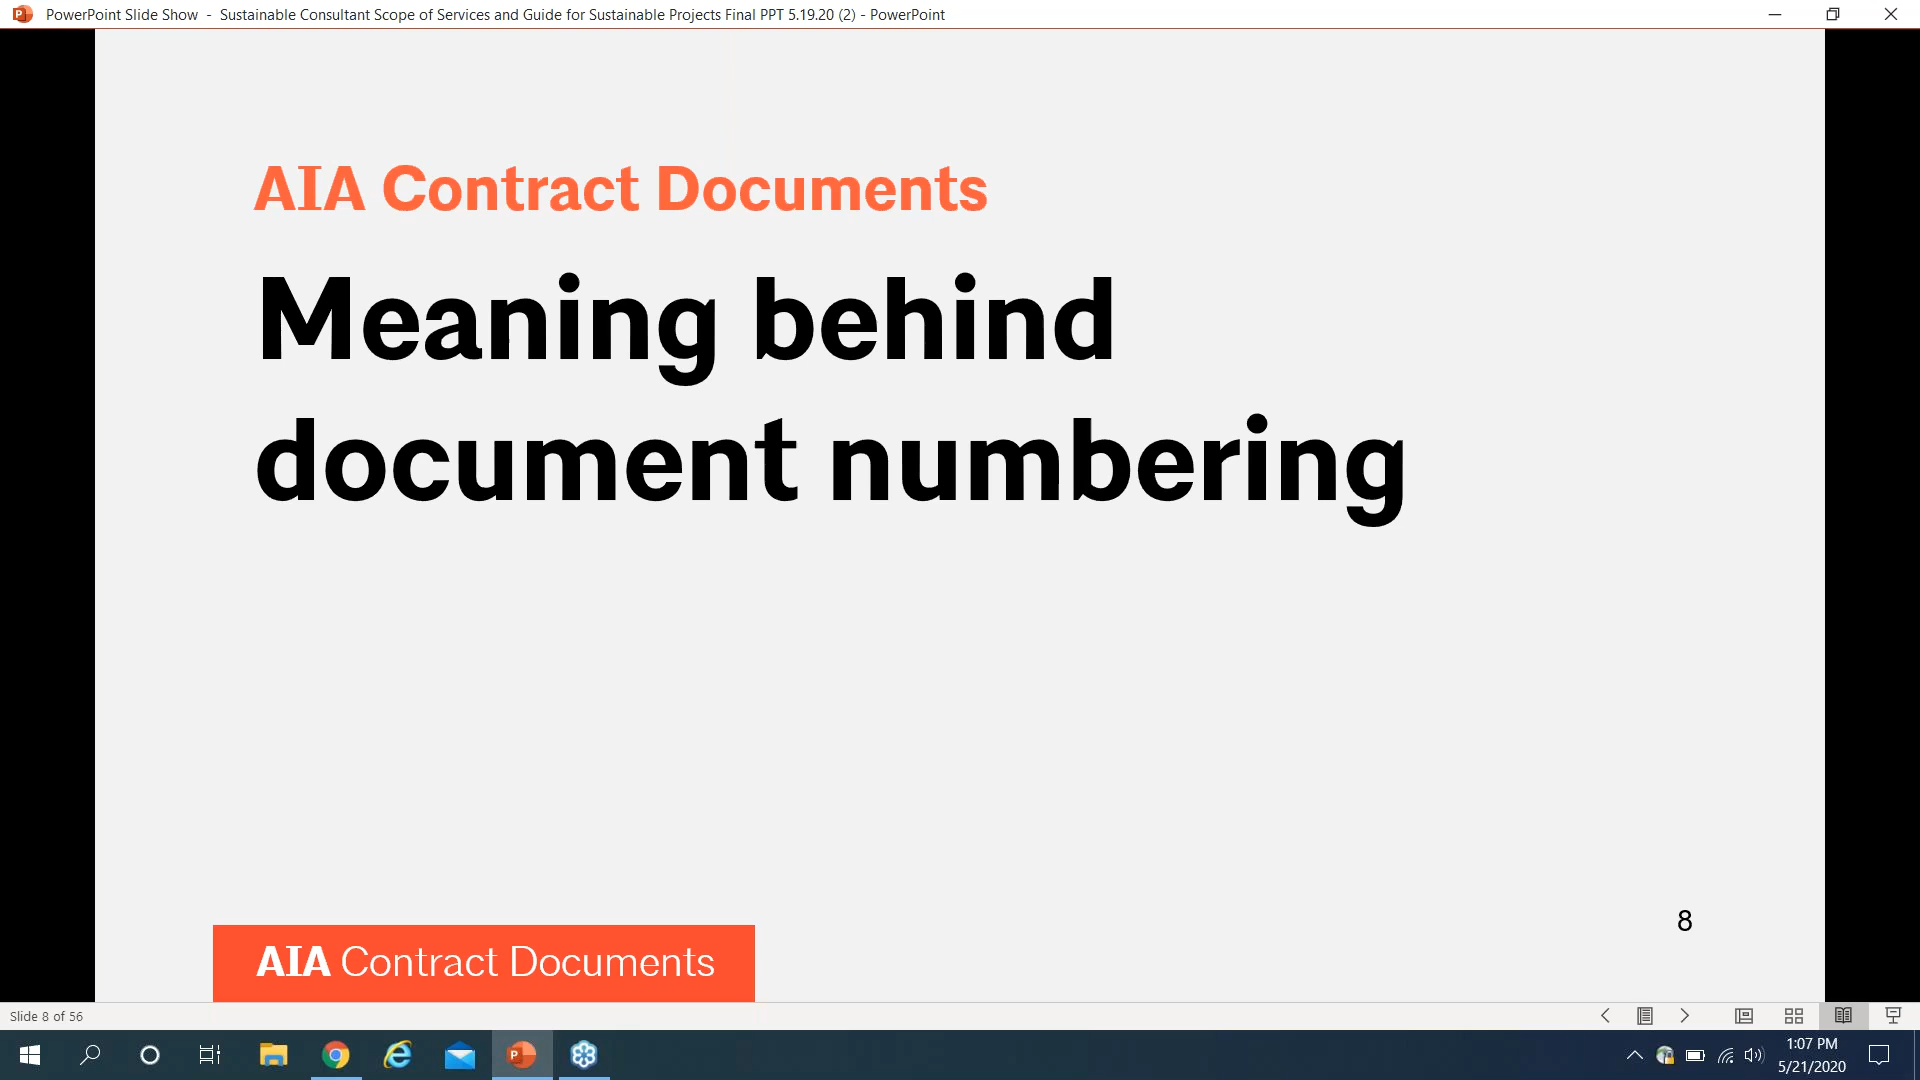 PowerPoint Slide Show - Sustainable Consultant Scope of Services and Guide for Sustainable Projects Final PPT 5.19.20 (2) - PowerPoint
AIA Contract Documents
Meaning behind
document numbering
8
AIA Contract Documents
Slide 8 of 56
1:07 PM
5/21/2020